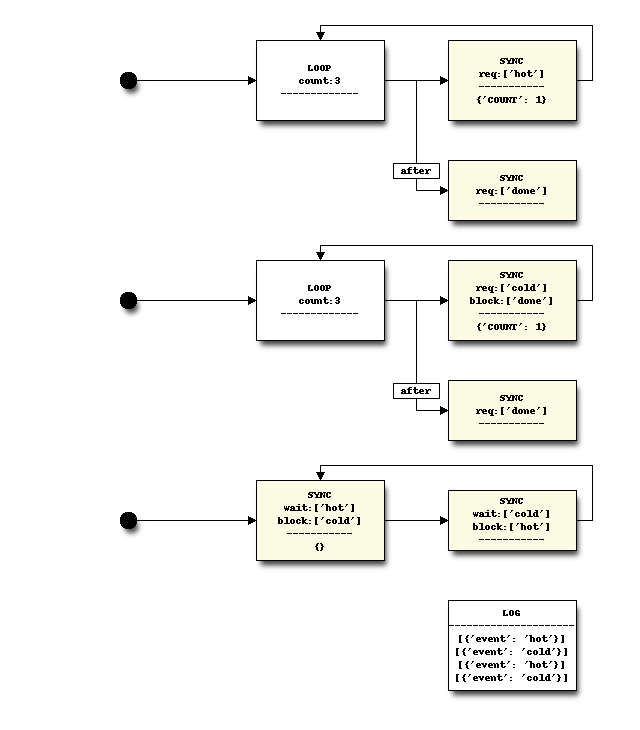 LOOP
count:3
-------------
SYNC
req:['hot']
-----------
{'COUNT': 1}
after
SYNC
req:['done']
-----------
LOOP
count:3
-------------
SYNC
req:['cold']
block:['done']
-----------
{'COUNT': 1}
after
SYNC
req:['done']
-----------
SYNC
wait:['hot']
block:['cold']
-----------
{}
SYNC
wait:['cold']
block:['hot']
-----------
LOG
---------------------
[{'event': 'hot'}]
[{'event': 'cold'}]
[{'event': 'hot'}]
[{'event': 'cold'}]